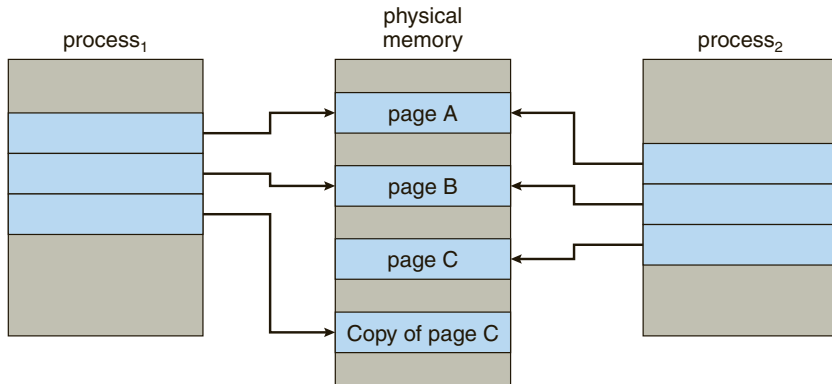 process₁
physical
memory
process₂
page A
page B
page C
Copy of page C